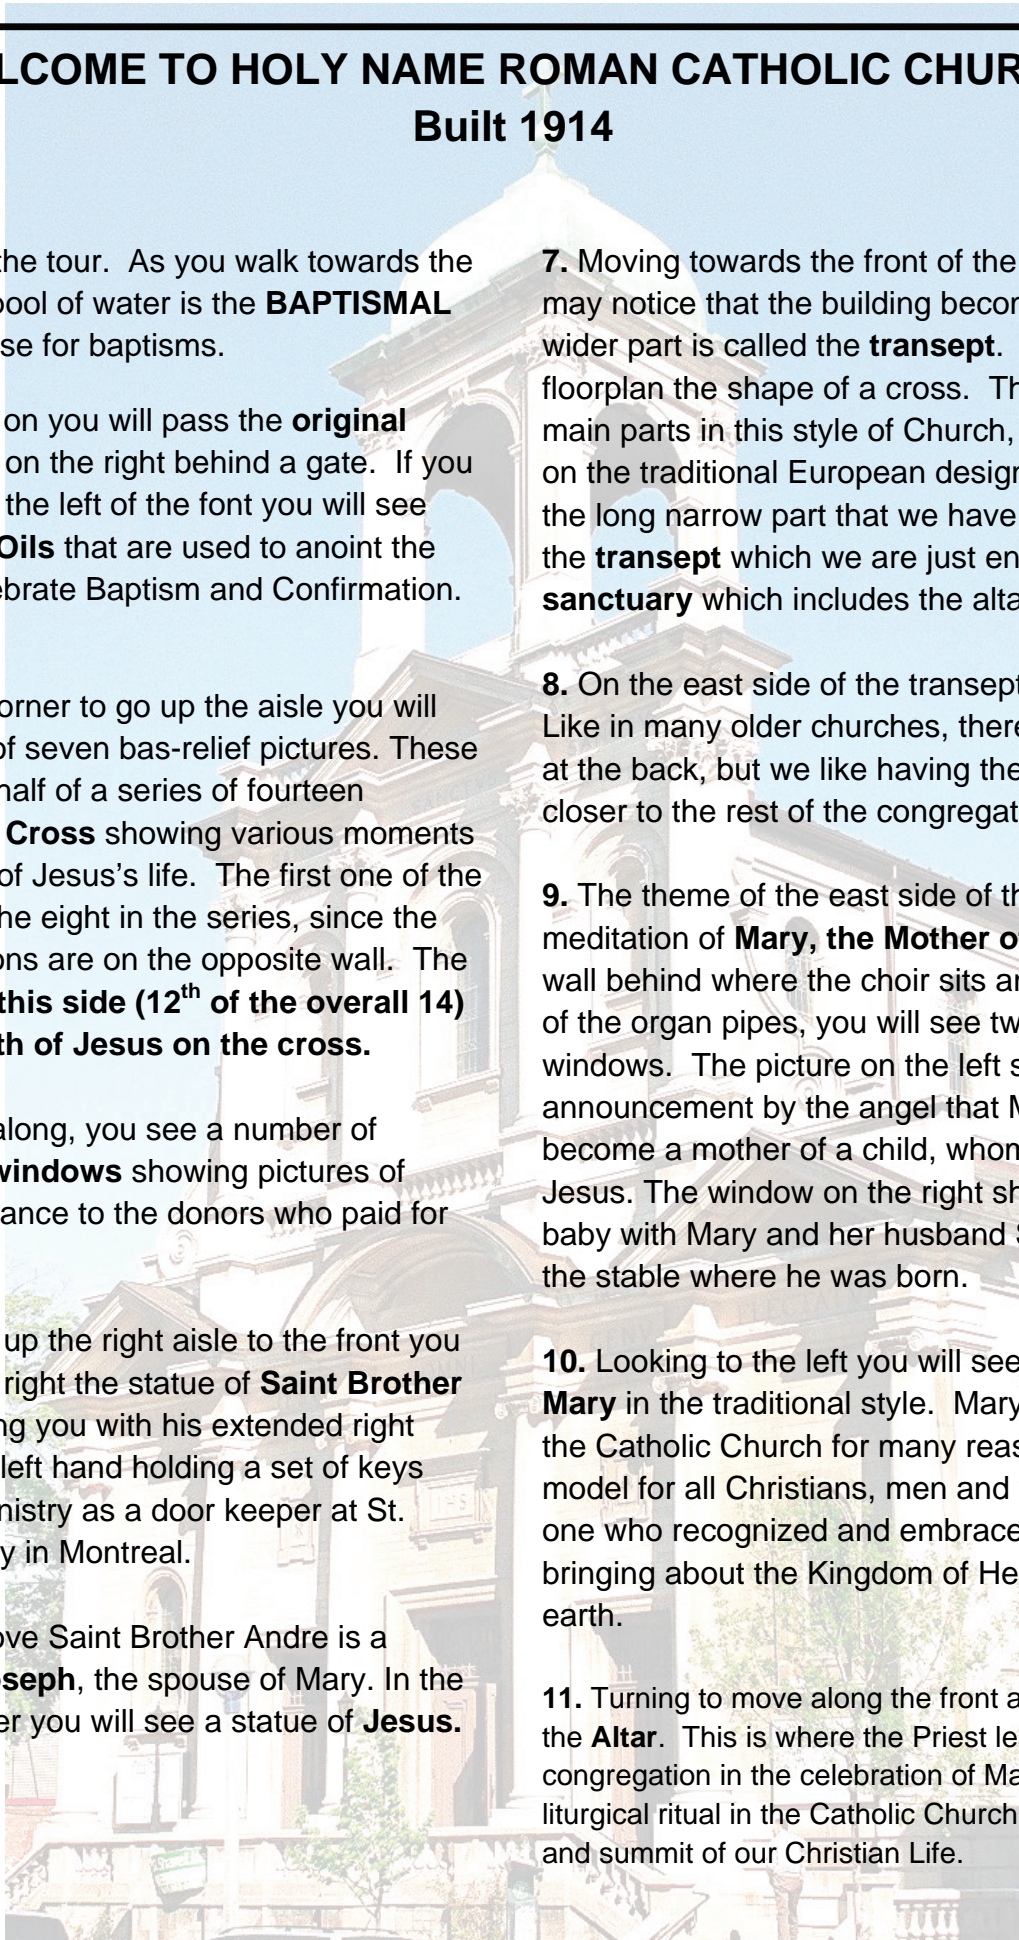 LCOME TO HOLY NAME ROMAN CATHOLIC CHUR
Built 1914
the tour. As you walk towards the
pool of water is the BAPTISMAL
se for baptisms.
on you will pass the original
on the right behind a gate. If you
the left of the font you will see
Oils that are used to anoint the
ebrate Baptism and Confirmation.
orner to go up the aisle you will
of seven bas-relief pictures. These
half of a series of fourteen
Cross showing various moments
of Jesus's life. The first one of the
he eight in the series, since the
ons are on the opposite wall. The
this side (12th of the overall 14)
th of Jesus on the cross.
along, you see a number of
windows showing pictures of
ance to the donors who paid for
up the right aisle to the front you
right the statue of Saint Brother
ng you with his extended right
left hand holding a set of keys
nistry as a door keeper at St.
y in Montreal.
ove Saint Brother Andre is a
oseph, the spouse of Mary. In the
er you will see a statue of Jesus.
7. Moving towards the front of the
may notice that the building becom
wider part is called the transept.
floorplan the shape of a cross. Th
main parts in this style of Church,
on the traditional European design
the long narrow part that we have
the transept which we are just en
sanctuary which includes the alta
8. On the east side of the transept
Like in many older churches, there
at the back, but we like having the
closer to the rest of the congregat
9. The theme of the east side of th
meditation of Mary, the Mother of
wall behind where the choir sits an
of the organ pipes, you will see tw
windows. The picture on the left s
announcement by the angel that M
become a mother of a child, whom
Jesus. The window on the right sh
baby with Mary and her husband S
the stable where he was born.
10. Looking to the left you will see
Mary in the traditional style. Mary
the Catholic Church for many reas
model for all Christians, men and
one who recognized and embrace
bringing about the Kingdom of He
earth.
11. Turning to move along the front a
the Altar. This is where the Priest le
congregation in the celebration of Ma
liturgical ritual in the Catholic Church
and summit of our Christian Life.
IHS